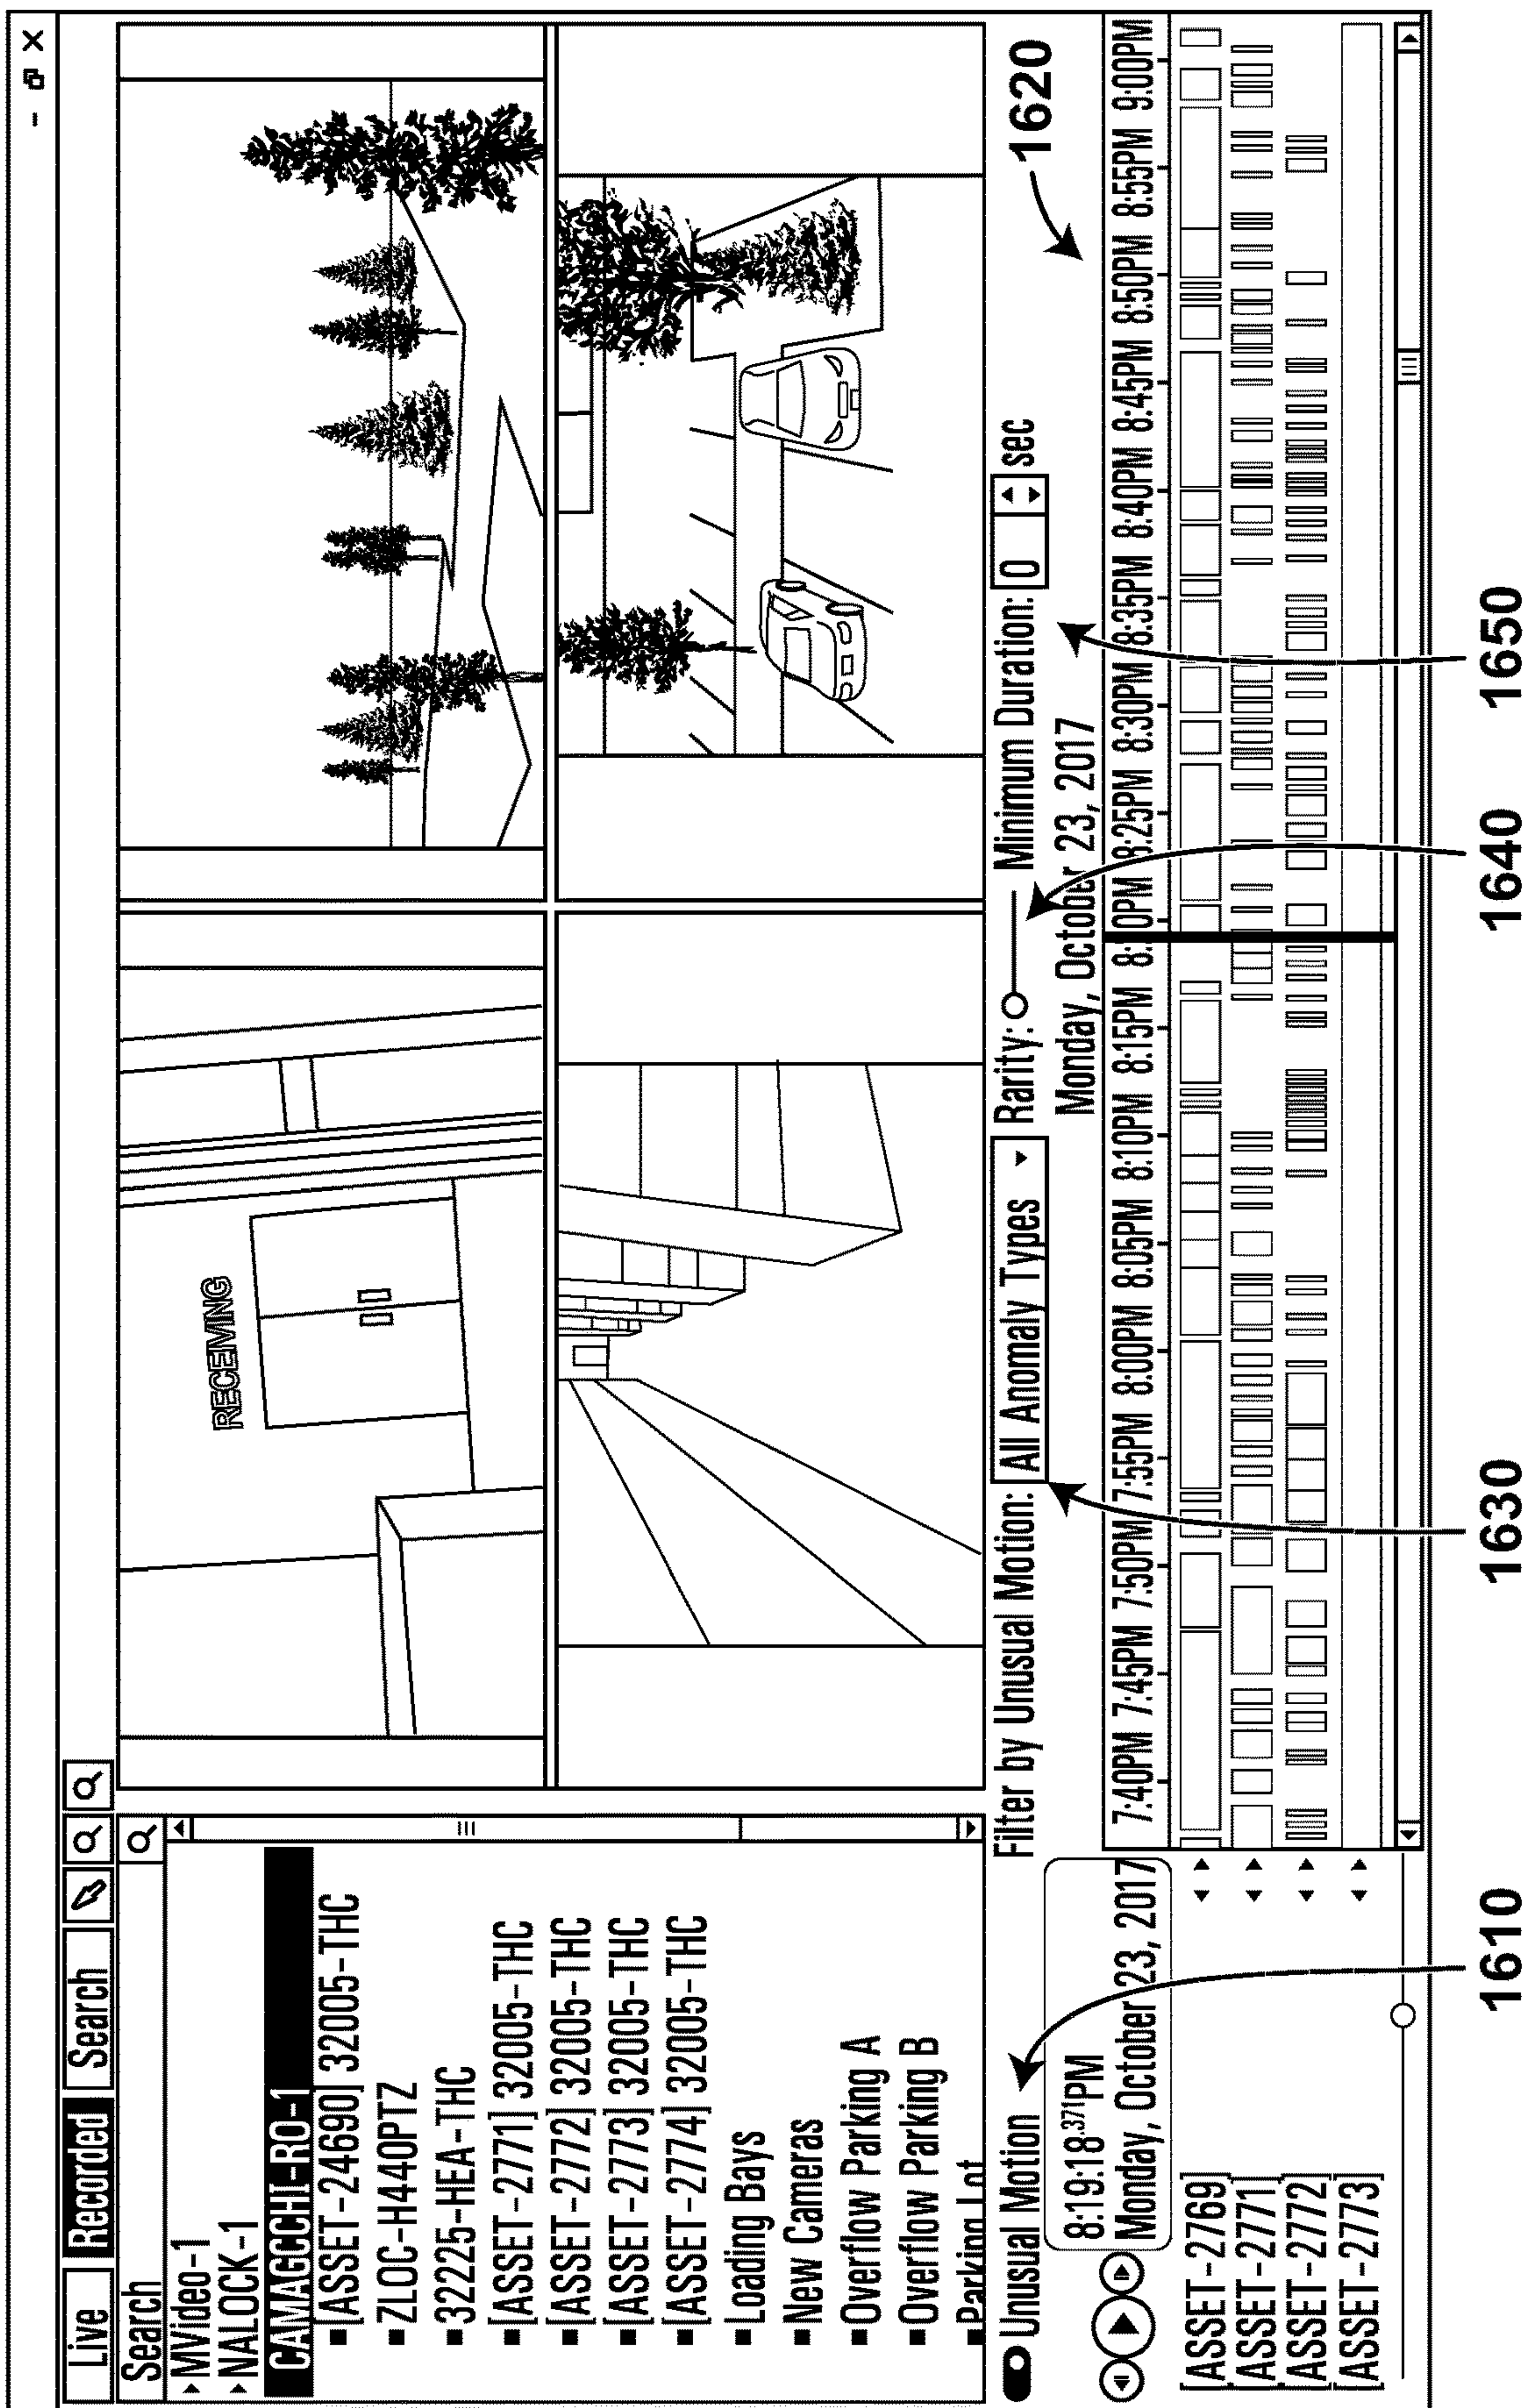 Live Recorded Search
Search
MVideo-1
NALOCK-1
CAMAGCCHI-RO-1
[ASSET-24690] 32005-THC
ZLOC-H440PTZ
32225-HEA-THC
[ASSET-2771] 32005-THC
[ASSET-2772] 32005-THC
[ASSET-2773] 32005-THC
[ASSET-2774] 32005-THC
Loading Bays
New Cameras
Overflow Parking A
Overflow Parking B
Parking Lot
RECEIVING
Unusual Motion
Filter by Unusual Motion: All Anomaly Types Rarity: Minimum Duration: 0 sec
1620
8:19:18.371PM
Monday, October 23, 2017
Monday, October 23, 2017
7:40PM 7:45PM 7:50PM 7:55PM 8:00PM 8:05PM 8:10PM 8:15PM 8: 0PM 8:25PM 8:30PM 8:35PM 8:40PM 8:45PM 8:50PM 8:55PM 9:00PM
[ASSET-2769]
[ASSET-2771]
[ASSET-2772]
[ASSET-2773]
1610
1630
1640
1650